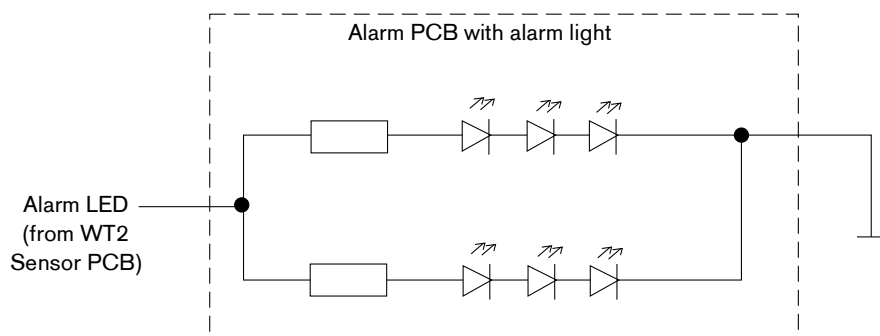 Alarm PCB with alarm light
Alarm LED
(from WT2
Sensor PCB)